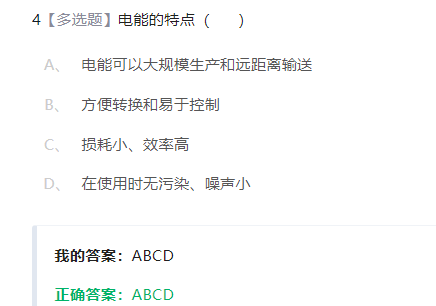 4【多选题】电能的特点（　　）
A、 电能可以大规模生产和远距离输送
B、 方便转换和易于控制
C、 损耗小、效率高
D、 在使用时无污染、噪声小
我的答案：ABCD
正确答案：ABCD